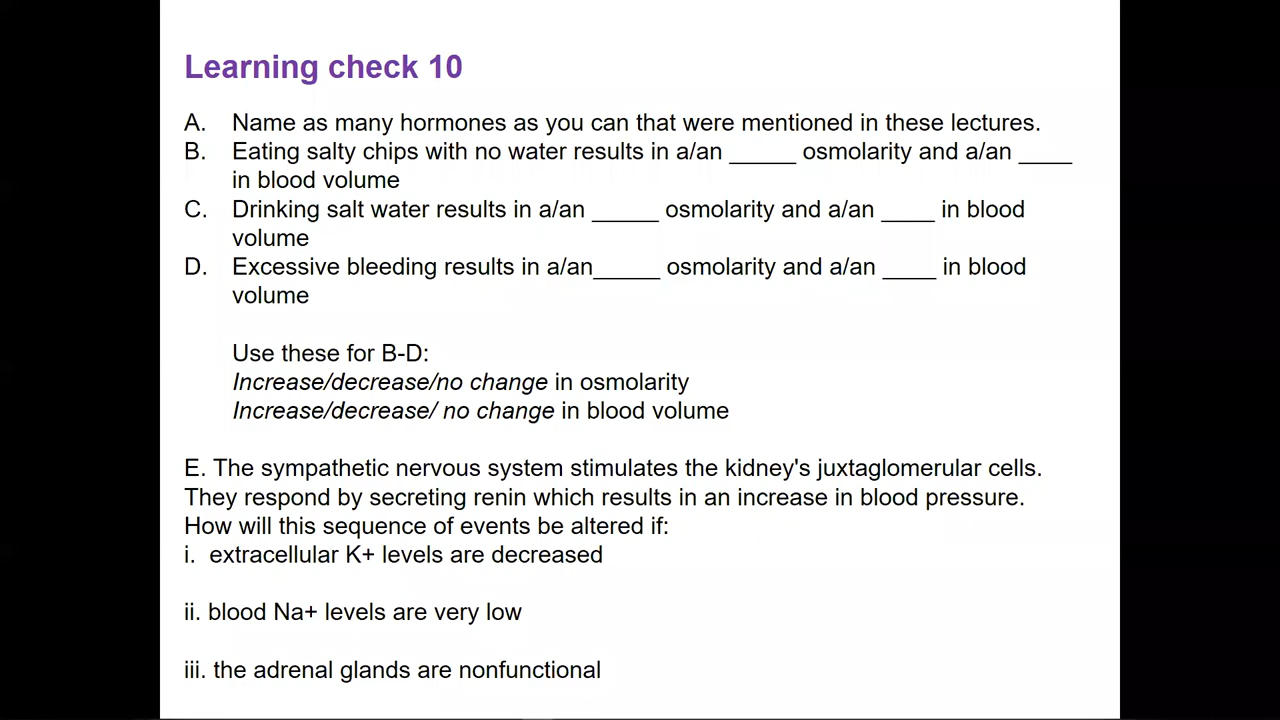 Learning check 10
A. Name as many hormones as you can that were mentioned in these lectures.
B. Eating salty chips with no water results in a/an _____ osmolarity and a/an ____
in blood volume
C. Drinking salt water results in a/an _____ osmolarity and a/an ____ in blood
volume
D. Excessive bleeding results in a/an_____ osmolarity and a/an ____ in blood
volume
Use these for B-D:
Increase/decrease/no change in osmolarity
Increase/decrease/ no change in blood volume
E. The sympathetic nervous system stimulates the kidney's juxtaglomerular cells.
They respond by secreting renin which results in an increase in blood pressure.
How will this sequence of events be altered if:
i. extracellular K+ levels are decreased
ii. blood Na+ levels are very low
iii. the adrenal glands are nonfunctional